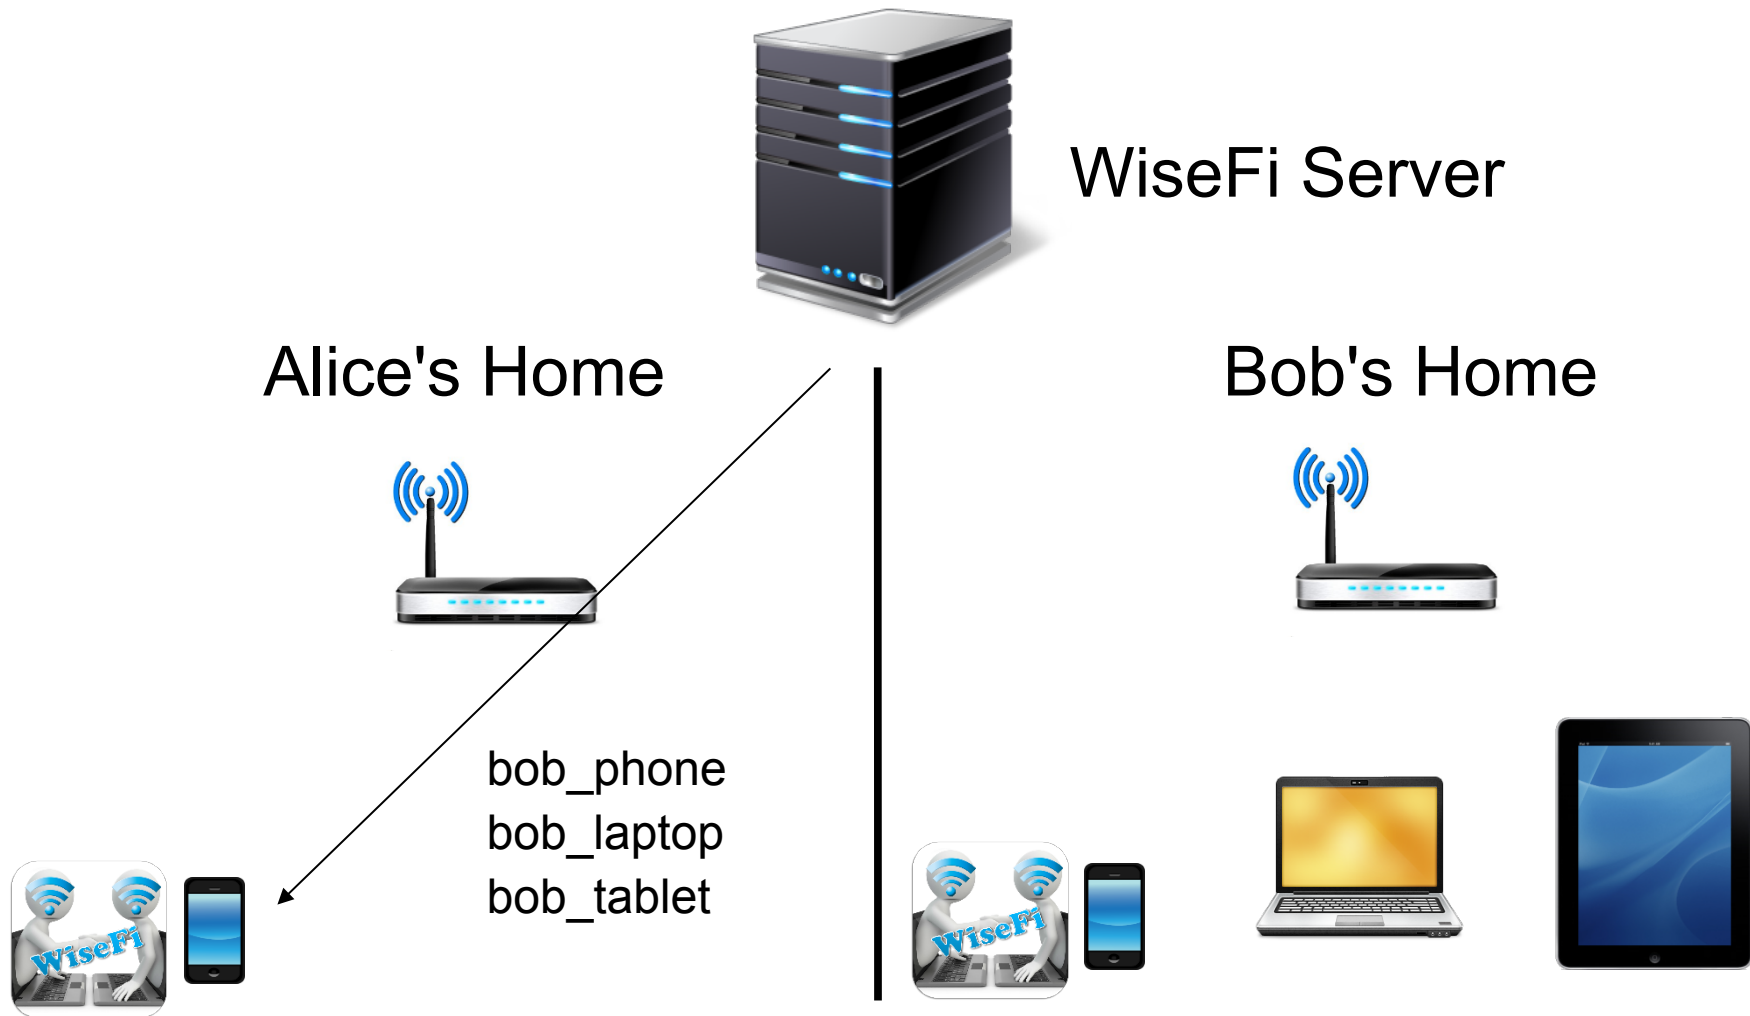 WiseFi Server
Alice's Home
Bob's Home
bob_phone
bob_laptop
bob_tablet
WiseFi
WiseFi